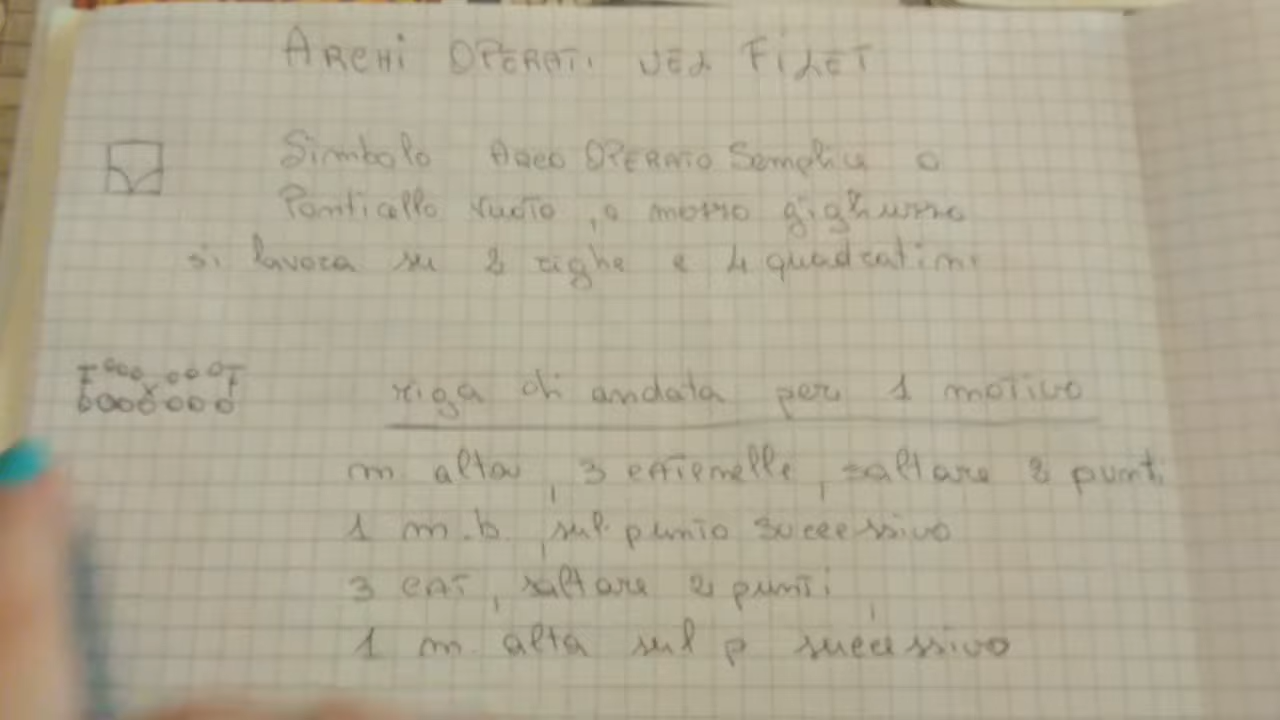 ARCHI OPERATI NEL FILET
Simbolo ARCO OPERATO Semplice o
Ponticello vuoto, o mezzo
si lavora su 2 righe e 4 quadratini
riga di andata per 1 motivo
m. alta, 3 catenelle, saltare 2 punti
1 m.b. sul punto successivo
3 CAT, saltare 2 punti,
1 m. alta sul p successivo